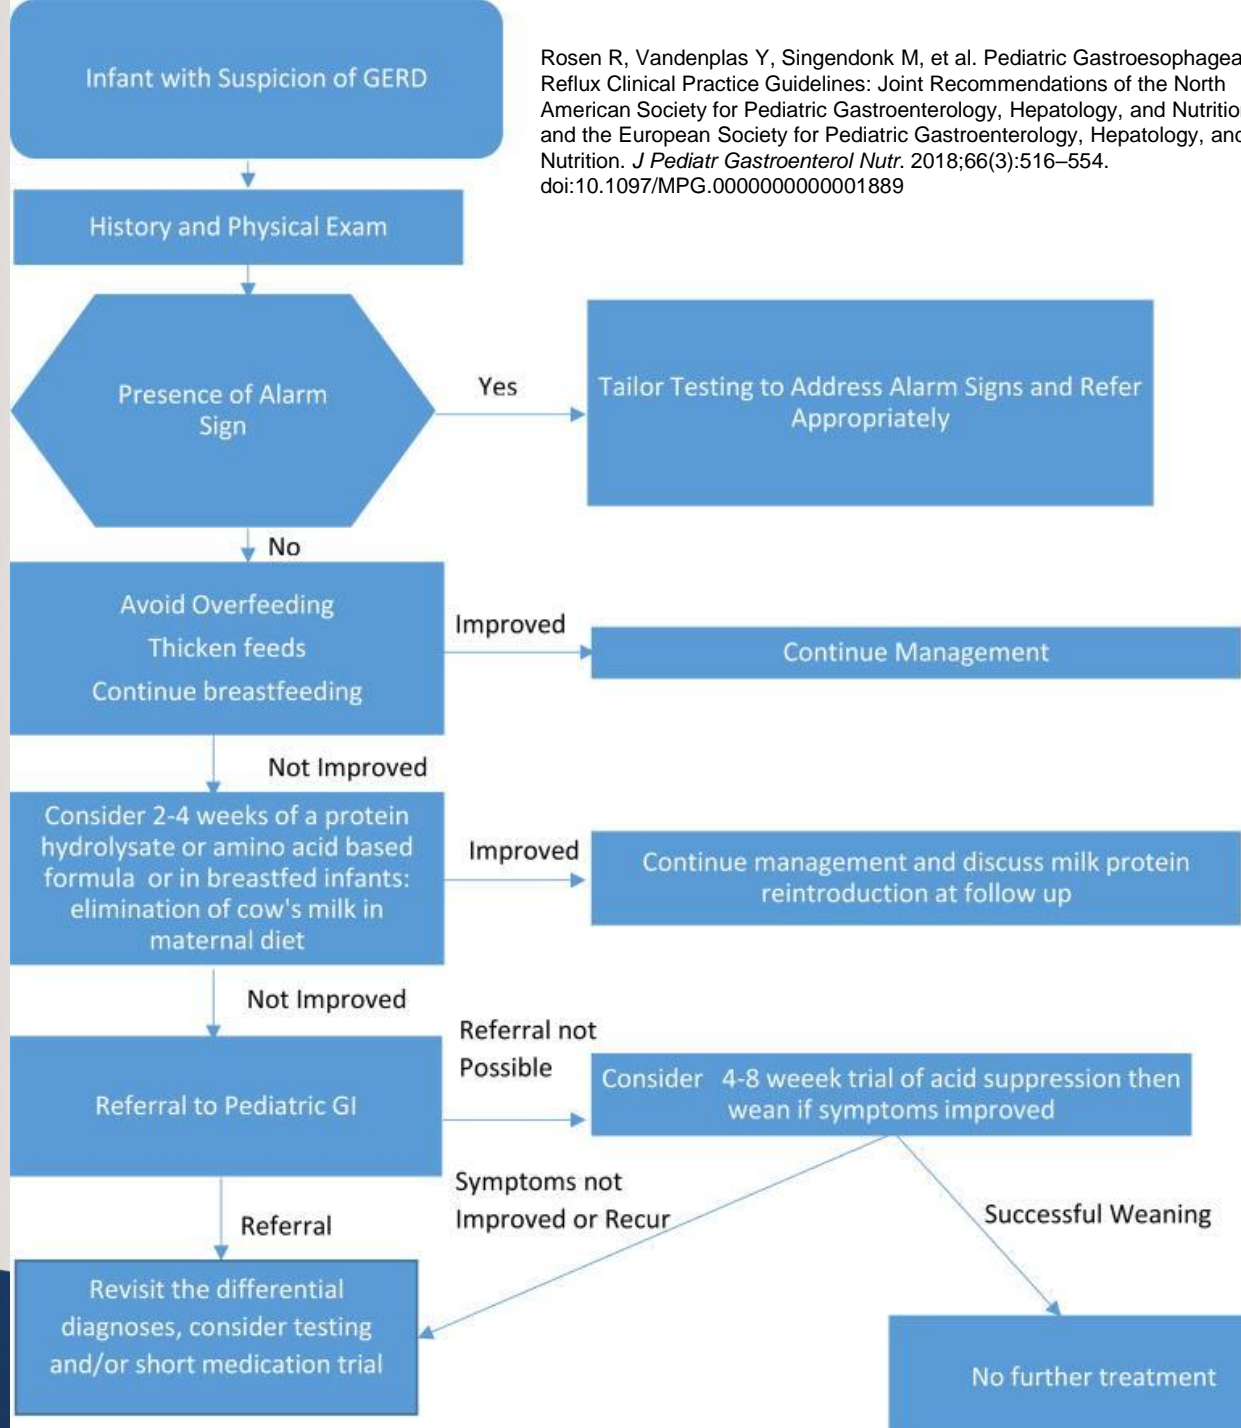 Infant with Suspicion of GERD
Rosen R, Vandenplas Y, Singendonk M, et al. Pediatric Gastroesophagea
Reflux Clinical Practice Guidelines: Joint Recommendations of the North
American Society for Pediatric Gastroenterology, Hepatology, and Nutrition
and the European Society for Pediatric Gastroenterology, Hepatology, and
Nutrition. J Pediatr Gastroenterol Nutr. 2018;66(3):516–554.
doi:10.1097/MPG.0000000000001889
History and Physical Exam
Presence of Alarm
Sign
Yes
Tailor Testing to Address Alarm Signs and Refer
Appropriately
No
Avoid Overfeeding
Thicken feeds
Continue breastfeeding
Improved
Continue Management
Not Improved
Consider 2-4 weeks of a protein
hydrolysate or amino acid based
formula or in breastfed infants:
elimination of cow's milk in
maternal diet
Improved
Continue management and discuss milk protein
reintroduction at follow up
Not Improved
Referral to Pediatric GI
Referral not
Possible
Consider 4-8 weeek trial of acid suppression then
wean if symptoms improved
Symptoms not
Improved or Recur
Successful Weaning
Referral
Revisit the differential
diagnoses, consider testing
and/or short medication trial
No further treatment